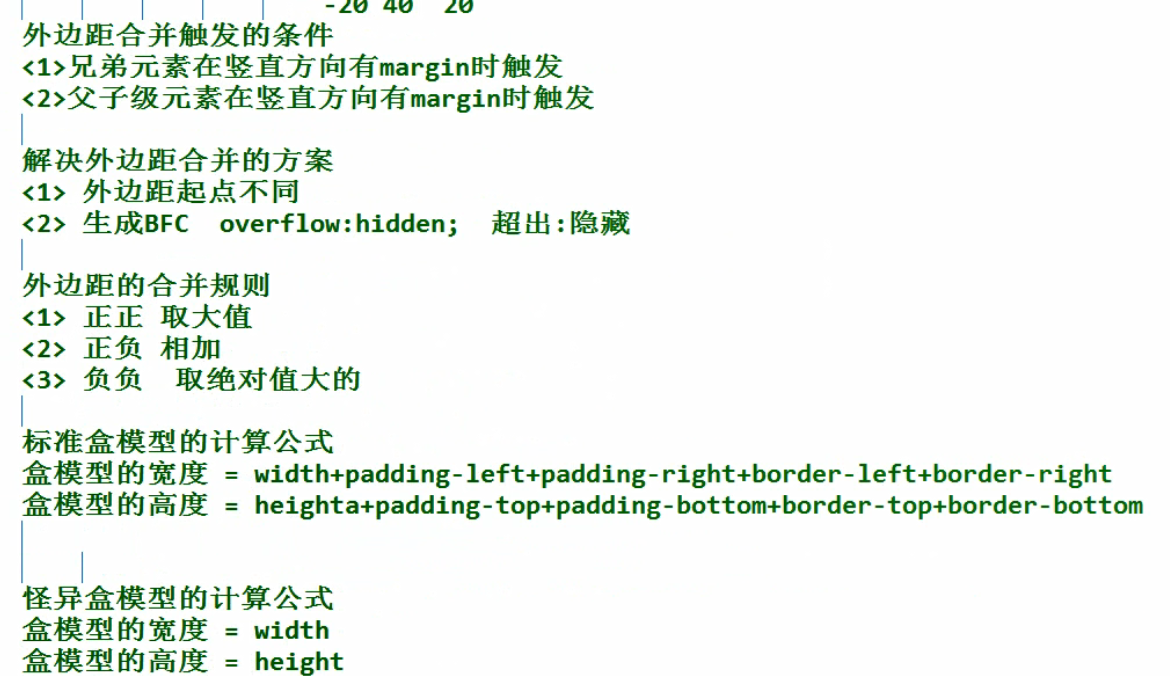 -20 40 20
外边距合并触发的条件
<1>兄弟元素在竖直方向有margin时触发
<2>父子级元素在竖直方向有margin时触发
解决外边距合并的方案
<1> 外边距起点不同
<2> 生成BFC overflow:hidden; 超出:隐藏
外边距的合并规则
<1> 正正 取大值
<2> 正负 相加
<3> 负负 取绝对值大的
标准盒模型的计算公式
盒模型的宽度 = width+padding-left+padding-right+border-left+border-right
盒模型的高度 = heighta+padding-top+padding-bottom+border-top+border-bottom
怪异盒模型的计算公式
盒模型的宽度 = width
盒模型的高度 = height